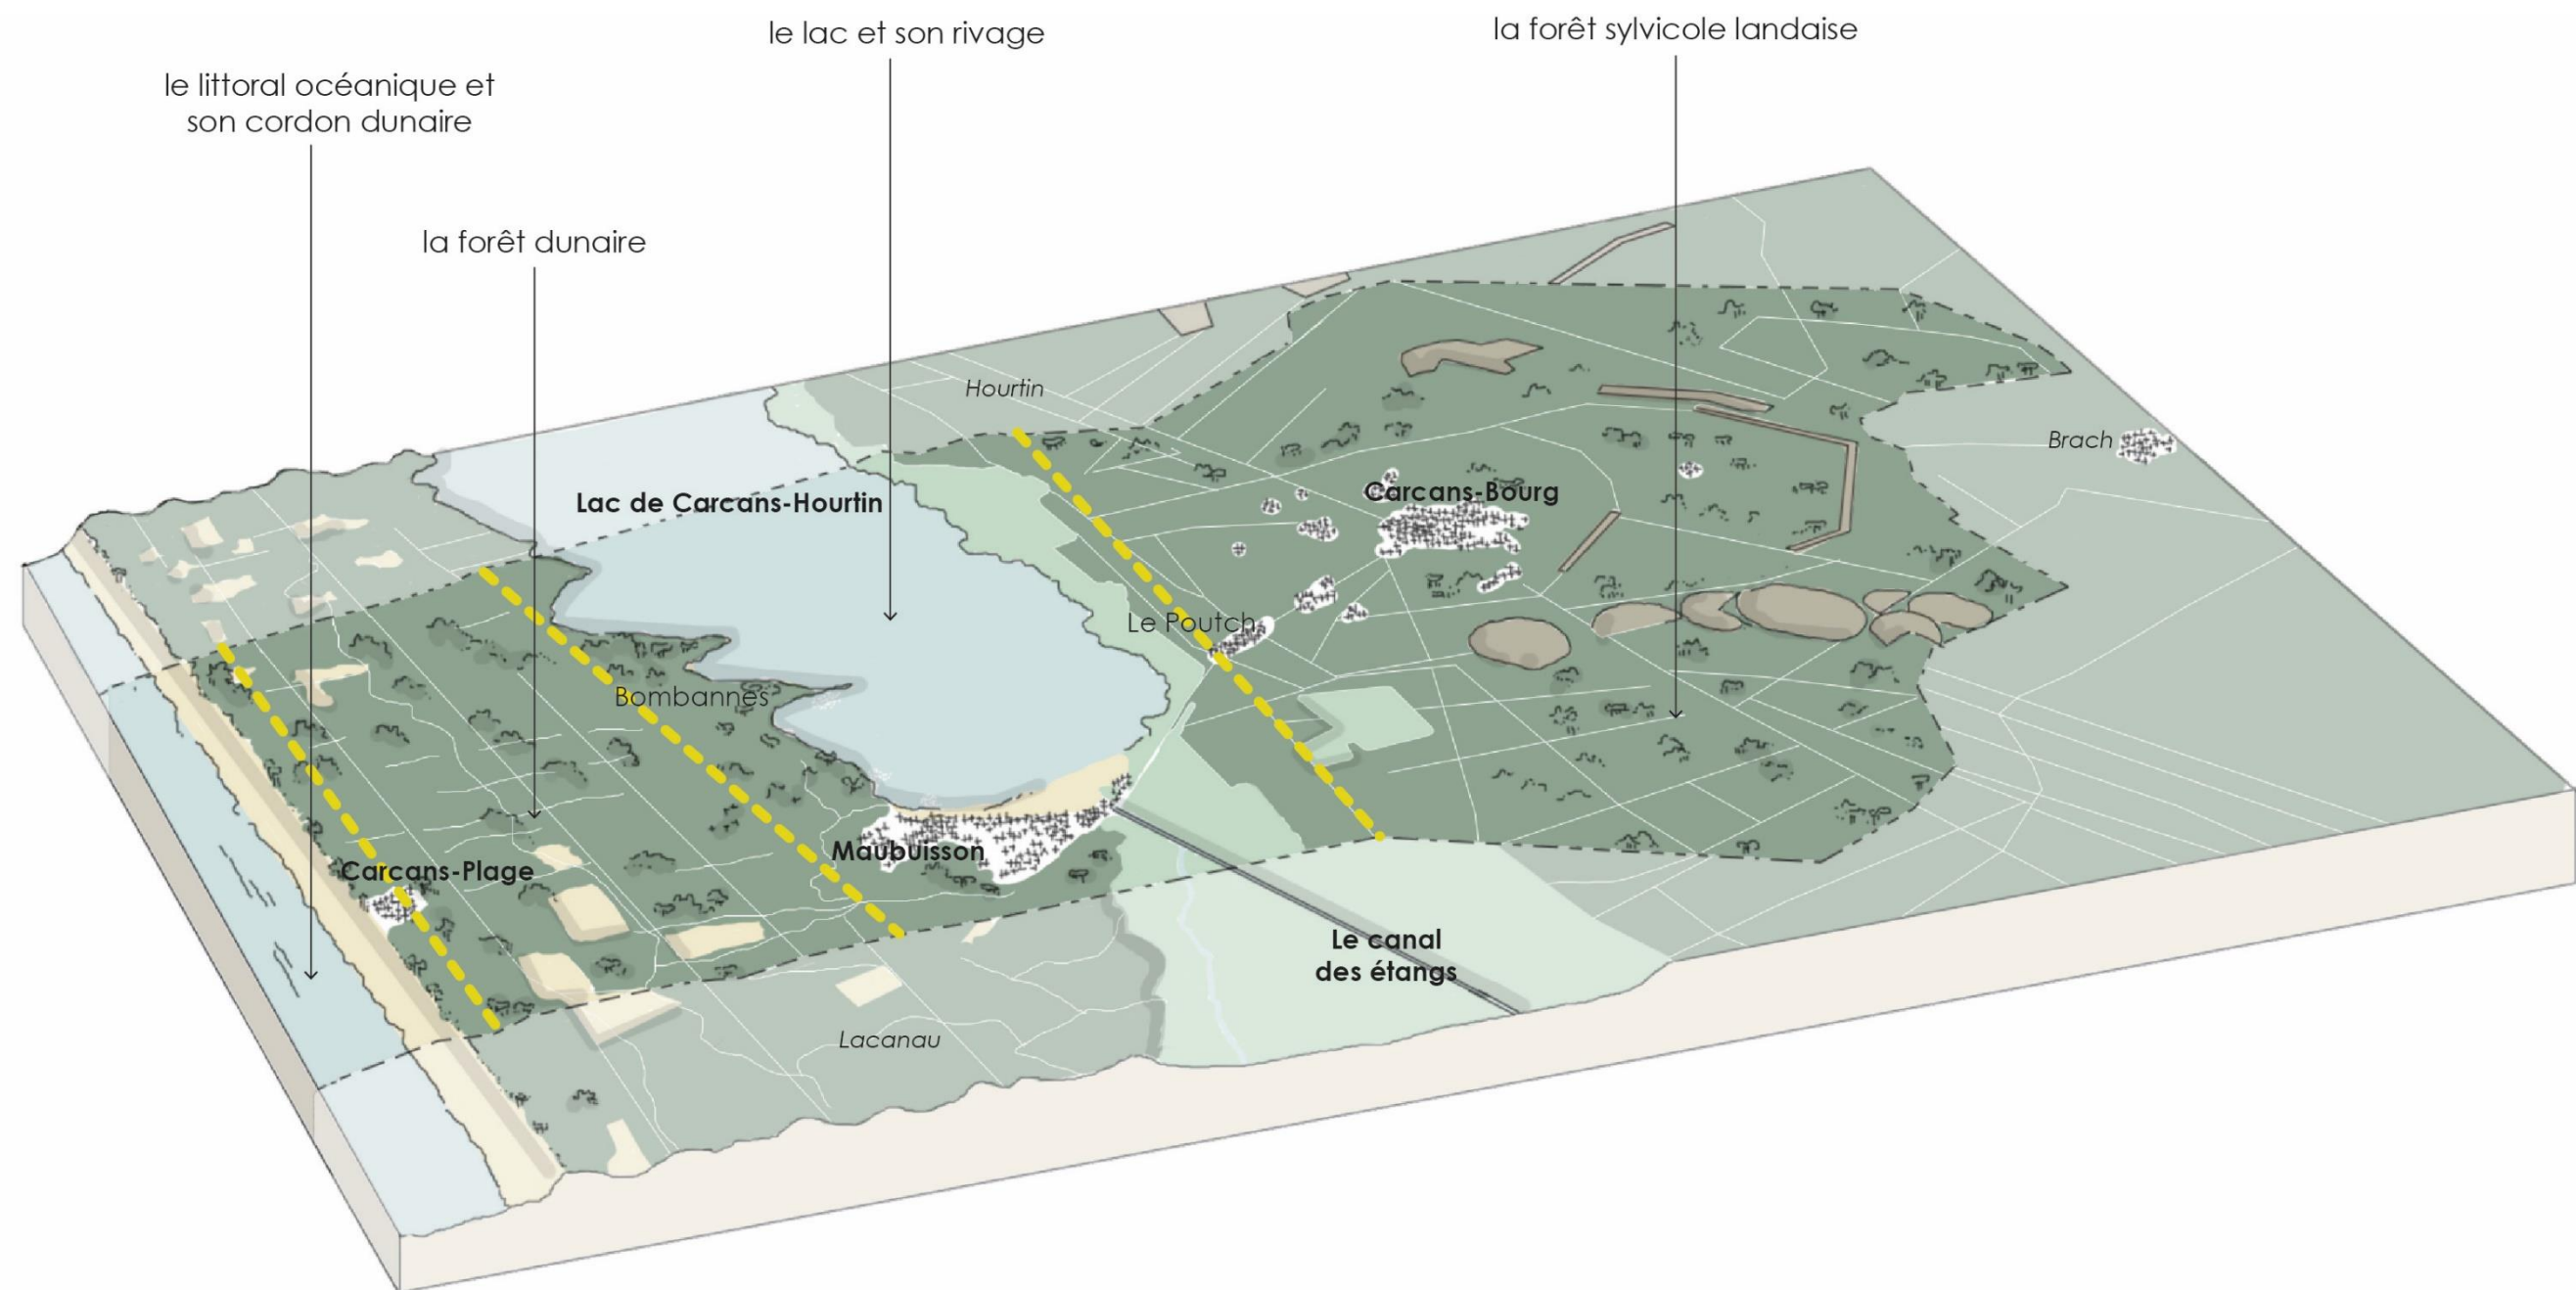 la forêt sylvicole landaise
le lac et son rivage
le littoral océanique et
son cordon dunaire
la forêt dunaire
Hourtin
Brach
Lac de Carcans-Hourtin
Carcans-Bourg
Le Poutch
Bombannes
Maubuisson
Carcans-Plage
Le canal
des étangs
Lacanau